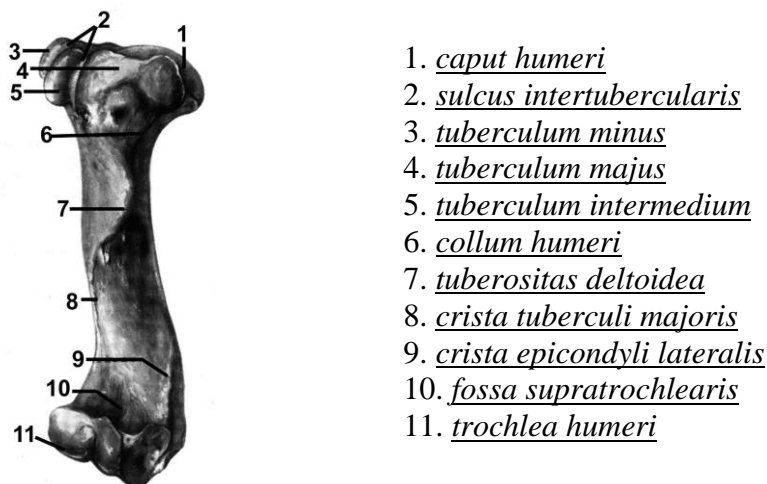 2
1
3
4
5
6
7
8
9
10
11
1. caput humeri
2. sulcus intertubercularis
3. tuberculum minus
4. tuberculum majus
5. tuberculum intermedium
6. collum humeri
7. tuberositas deltoidea
8. crista tuberculi majoris
9. crista epicondyli lateralis
10. fossa supratrochlearis
11. trochlea humeri